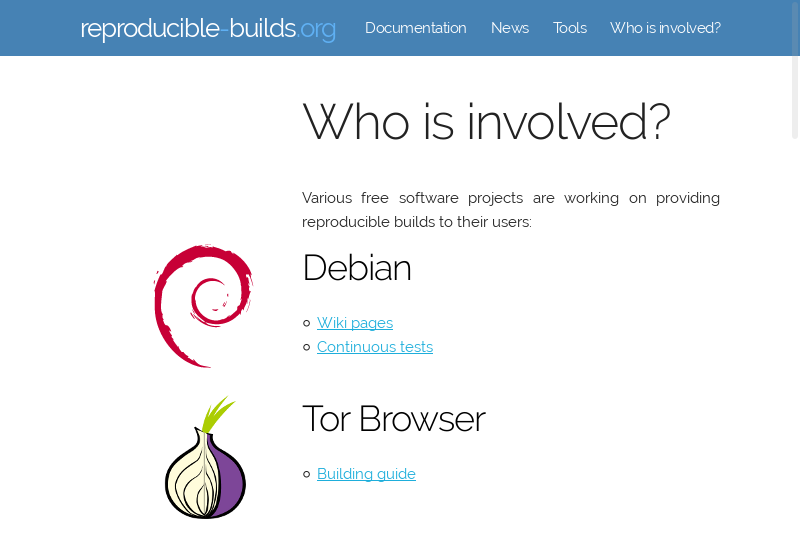 reproducible-builds.org Documentation News Tools Who is involved?
Who is involved?
Various free software projects are working on providing
reproducible builds to their users:
Debian
Wiki pages
Continuous tests
Tor Browser
Building guide